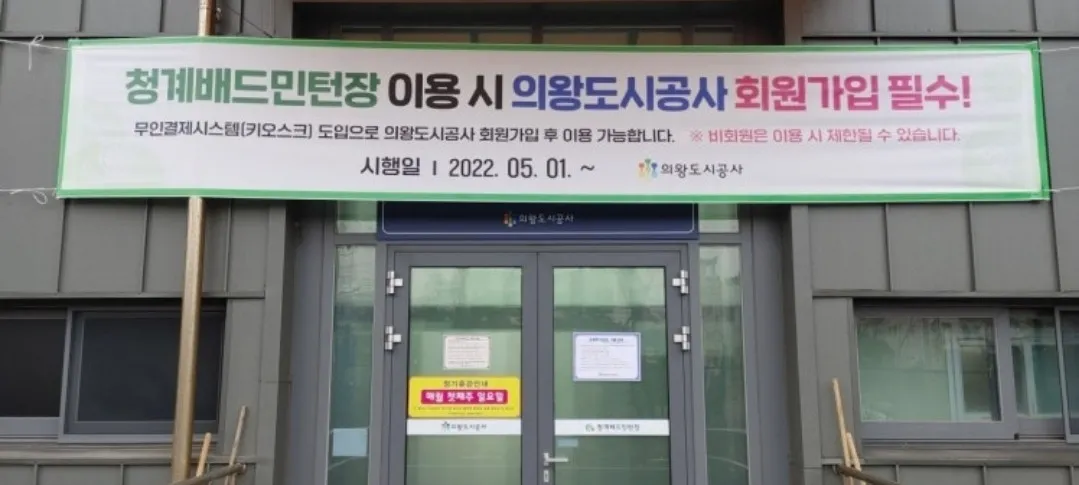 청계배드민턴장 이용 시 의왕도시공사 회원가입 필수!
무인결제시스템(키오스크) 도입으로 의왕도시공사 회원가입 후 이용 가능합니다. ※ 비회원은 이용 시 제한될 수 있습니다.
시행일 ㅣ 2022. 05. 01. ~ 의왕도시공사
의왕도시공사
정기휴관안내
매월 첫째주 일요일
의왕도시공사
청계배드민턴장